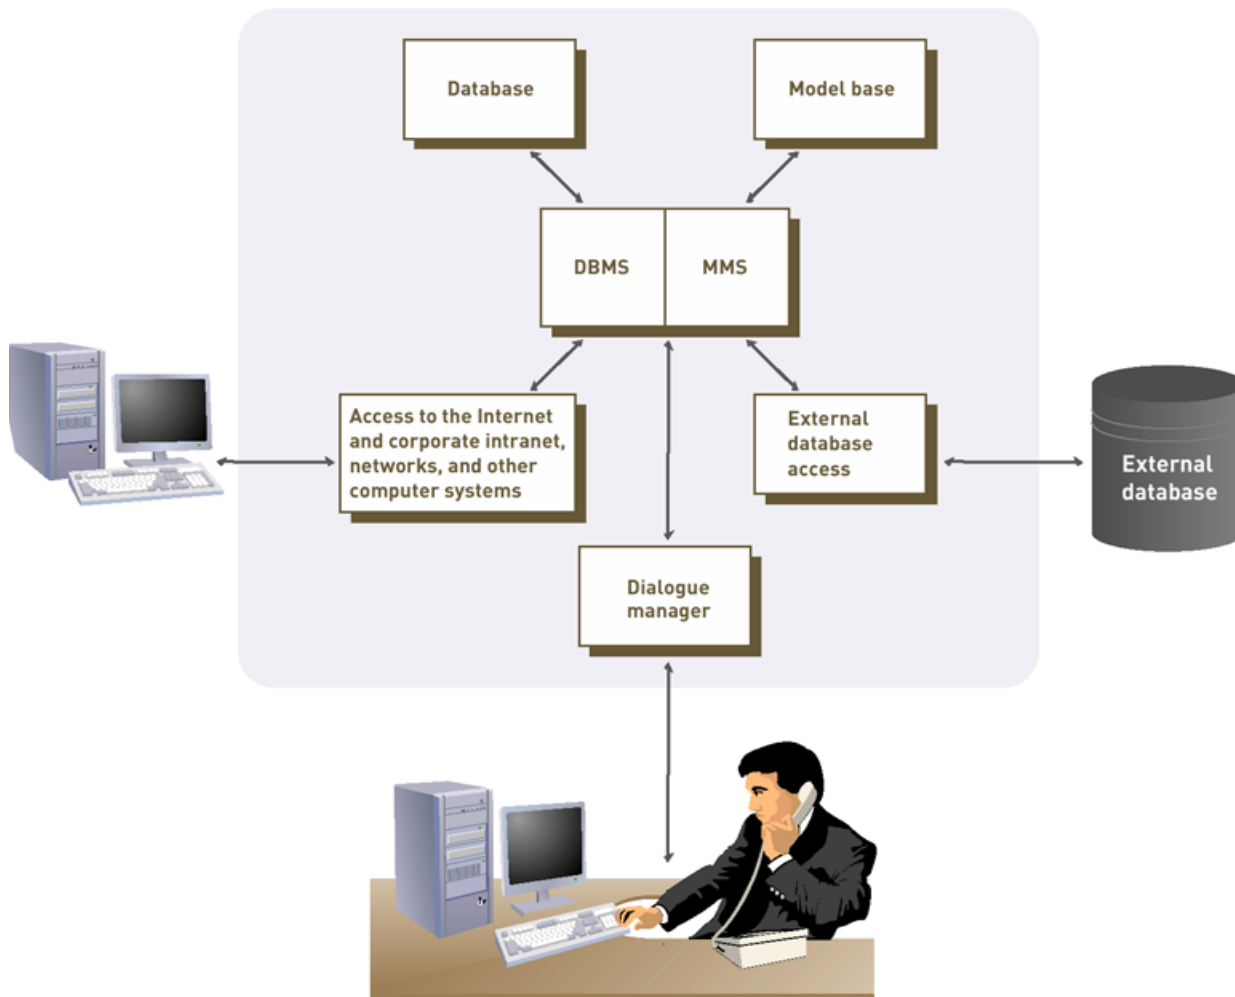 Database
Model base
DBMS
MMS
Access to the Internet
and corporate intranet,
networks, and other
computer systems
External
database
access
External
database
Dialogue
manager